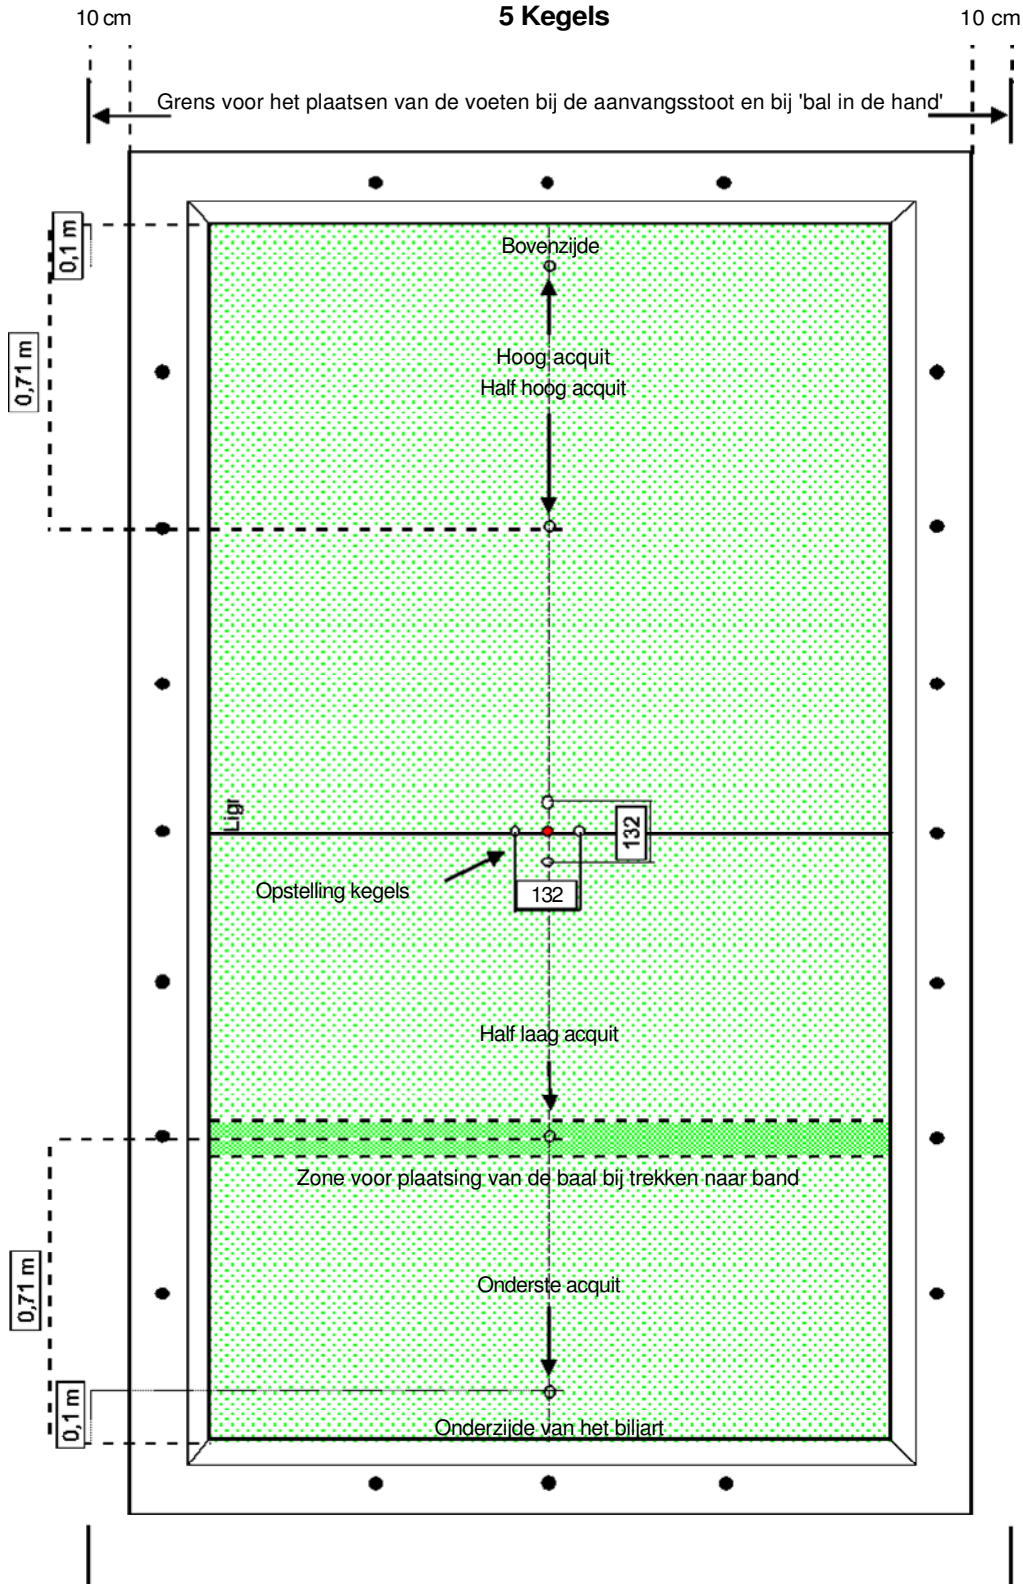 5 Kegels
10 cm
10 cm
Grens voor het plaatsen van de voeten bij de aanvangsstoot en bij 'bal in de hand'
0,1 m
Bovenzijde
0,71 m
Hoog acquit
Half hoog acquit
Ligr
132
Opstelling kegels
132
Half laag acquit
Zone voor plaatsing van de baal bij trekken naar band
0,71 m
Onderste acquit
0,1 m
Onderzijde van het biljart